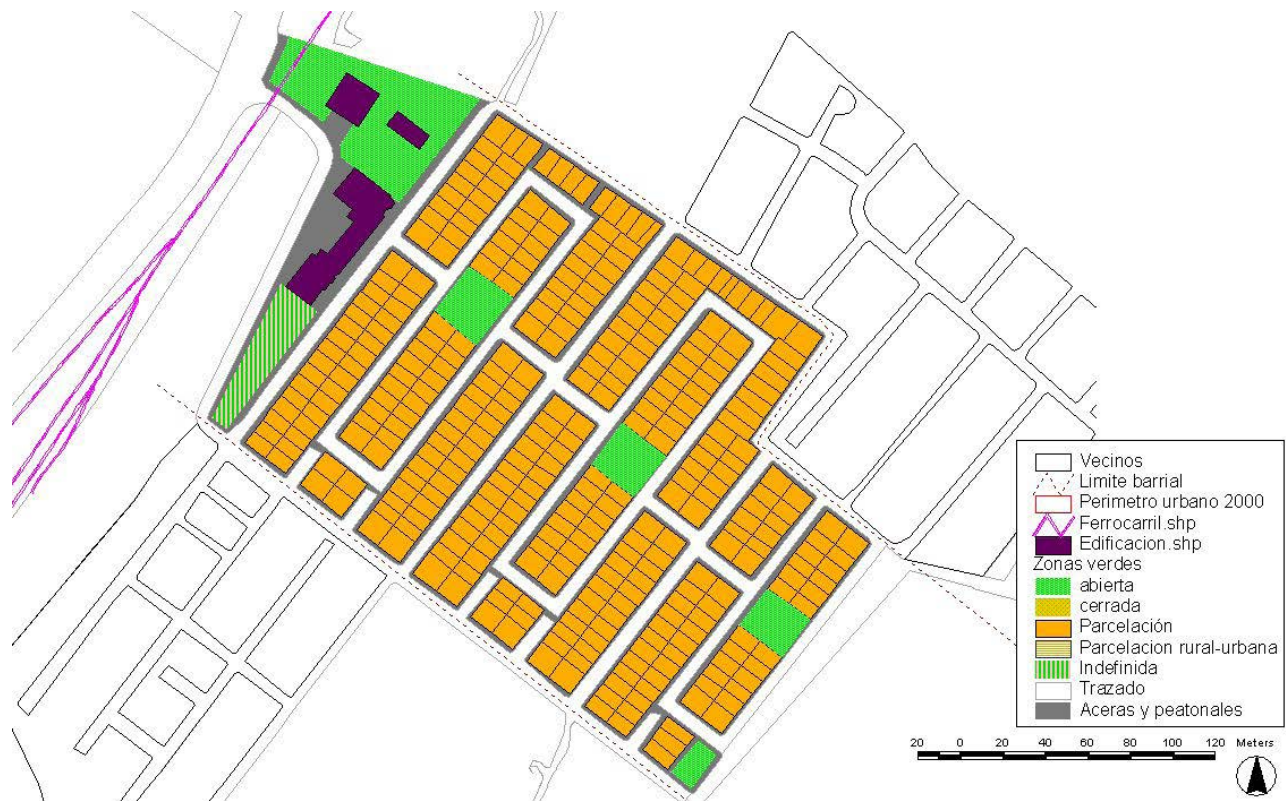 Vecinos
Limite barrial
Perimetro urbano 2000
Ferrocarril.shp
Edificacion.shp
Zonas verdes
abierta
cerrada
Parcelación
Parcelacion rural-urbana
Indefinida
Trazado
Aceras y peatonales
20 0 20 40 60 80 100 120 Meters